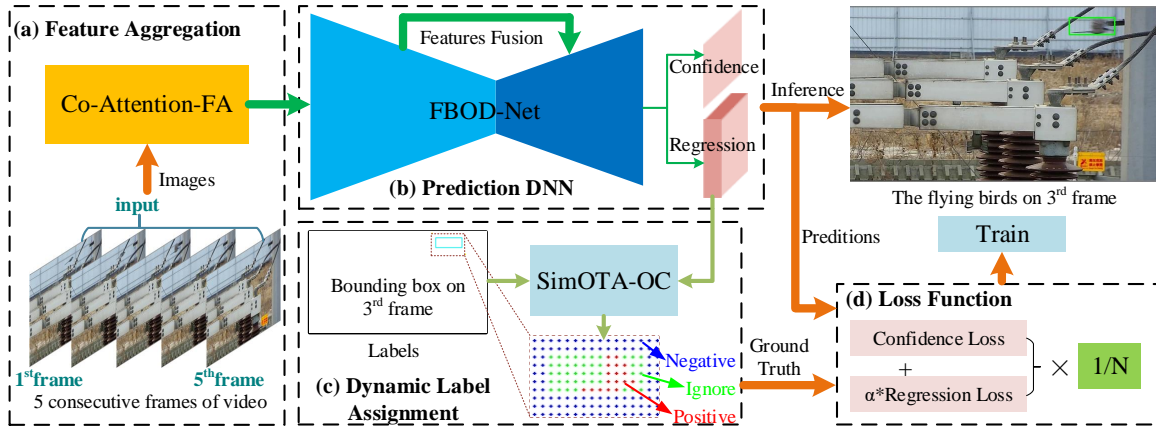 (a) Feature Aggregation
Co-Attention-FA
Images
input
1st frame
5th frame
5 consecutive frames of video
Features Fusion
FBOD-Net
Confidence
Regression
(b) Prediction DNN
Inference
The flying birds on 3rd frame
Preditions
Train
Bounding box on
3rd frame
Labels
SimOTA-OC
Negative
Ignore
Positive
(c) Dynamic Label
Assignment
Ground
Truth
(d) Loss Function
Confidence Loss
+
α*Regression Loss
×
1/N